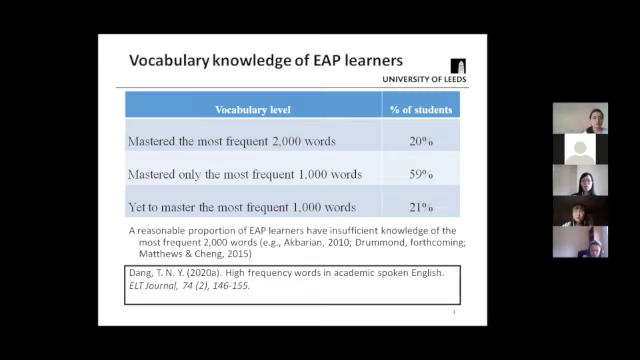 Vocabulary knowledge of EAP learners
UNIVERSITY OF LEEDS
Vocabulary level % of students
Mastered the most frequent 2,000 words 20%
Mastered only the most frequent 1,000 words 59%
Yet to master the most frequent 1,000 words 21%
A reasonable proportion of EAP learners have insufficient knowledge of the
most frequent 2,000 words (e.g., Akbarian, 2010; Drummond, forthcoming;
Matthews & Cheng, 2015)
Dang, T. N. Y. (2020a). High frequency words in academic spoken English.
ELT Journal, 74 (2), 146-155.